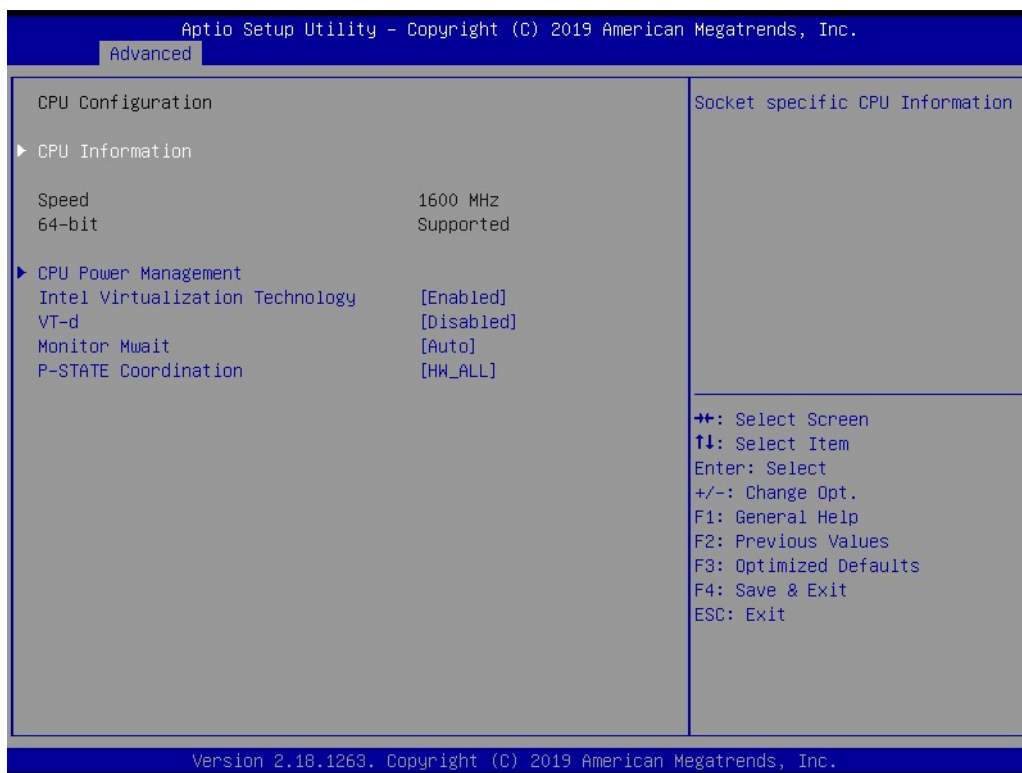 Aptio Setup Utility – Copyright (C) 2019 American Megatrends, Inc.
Advanced
CPU Configuration
CPU Information
Speed 1600 MHz
64-bit Supported
CPU Power Management
Intel Virtualization Technology [Enabled]
VT-d [Disabled]
Monitor Mwait [Auto]
P-STATE Coordination [HW_ALL]
Socket specific CPU Information
→←: Select Screen
↑↓: Select Item
Enter: Select
+/-: Change Opt.
F1: General Help
F2: Previous Values
F3: Optimized Defaults
F4: Save & Exit
ESC: Exit
Version 2.18.1263. Copyright (C) 2019 American Megatrends, Inc.